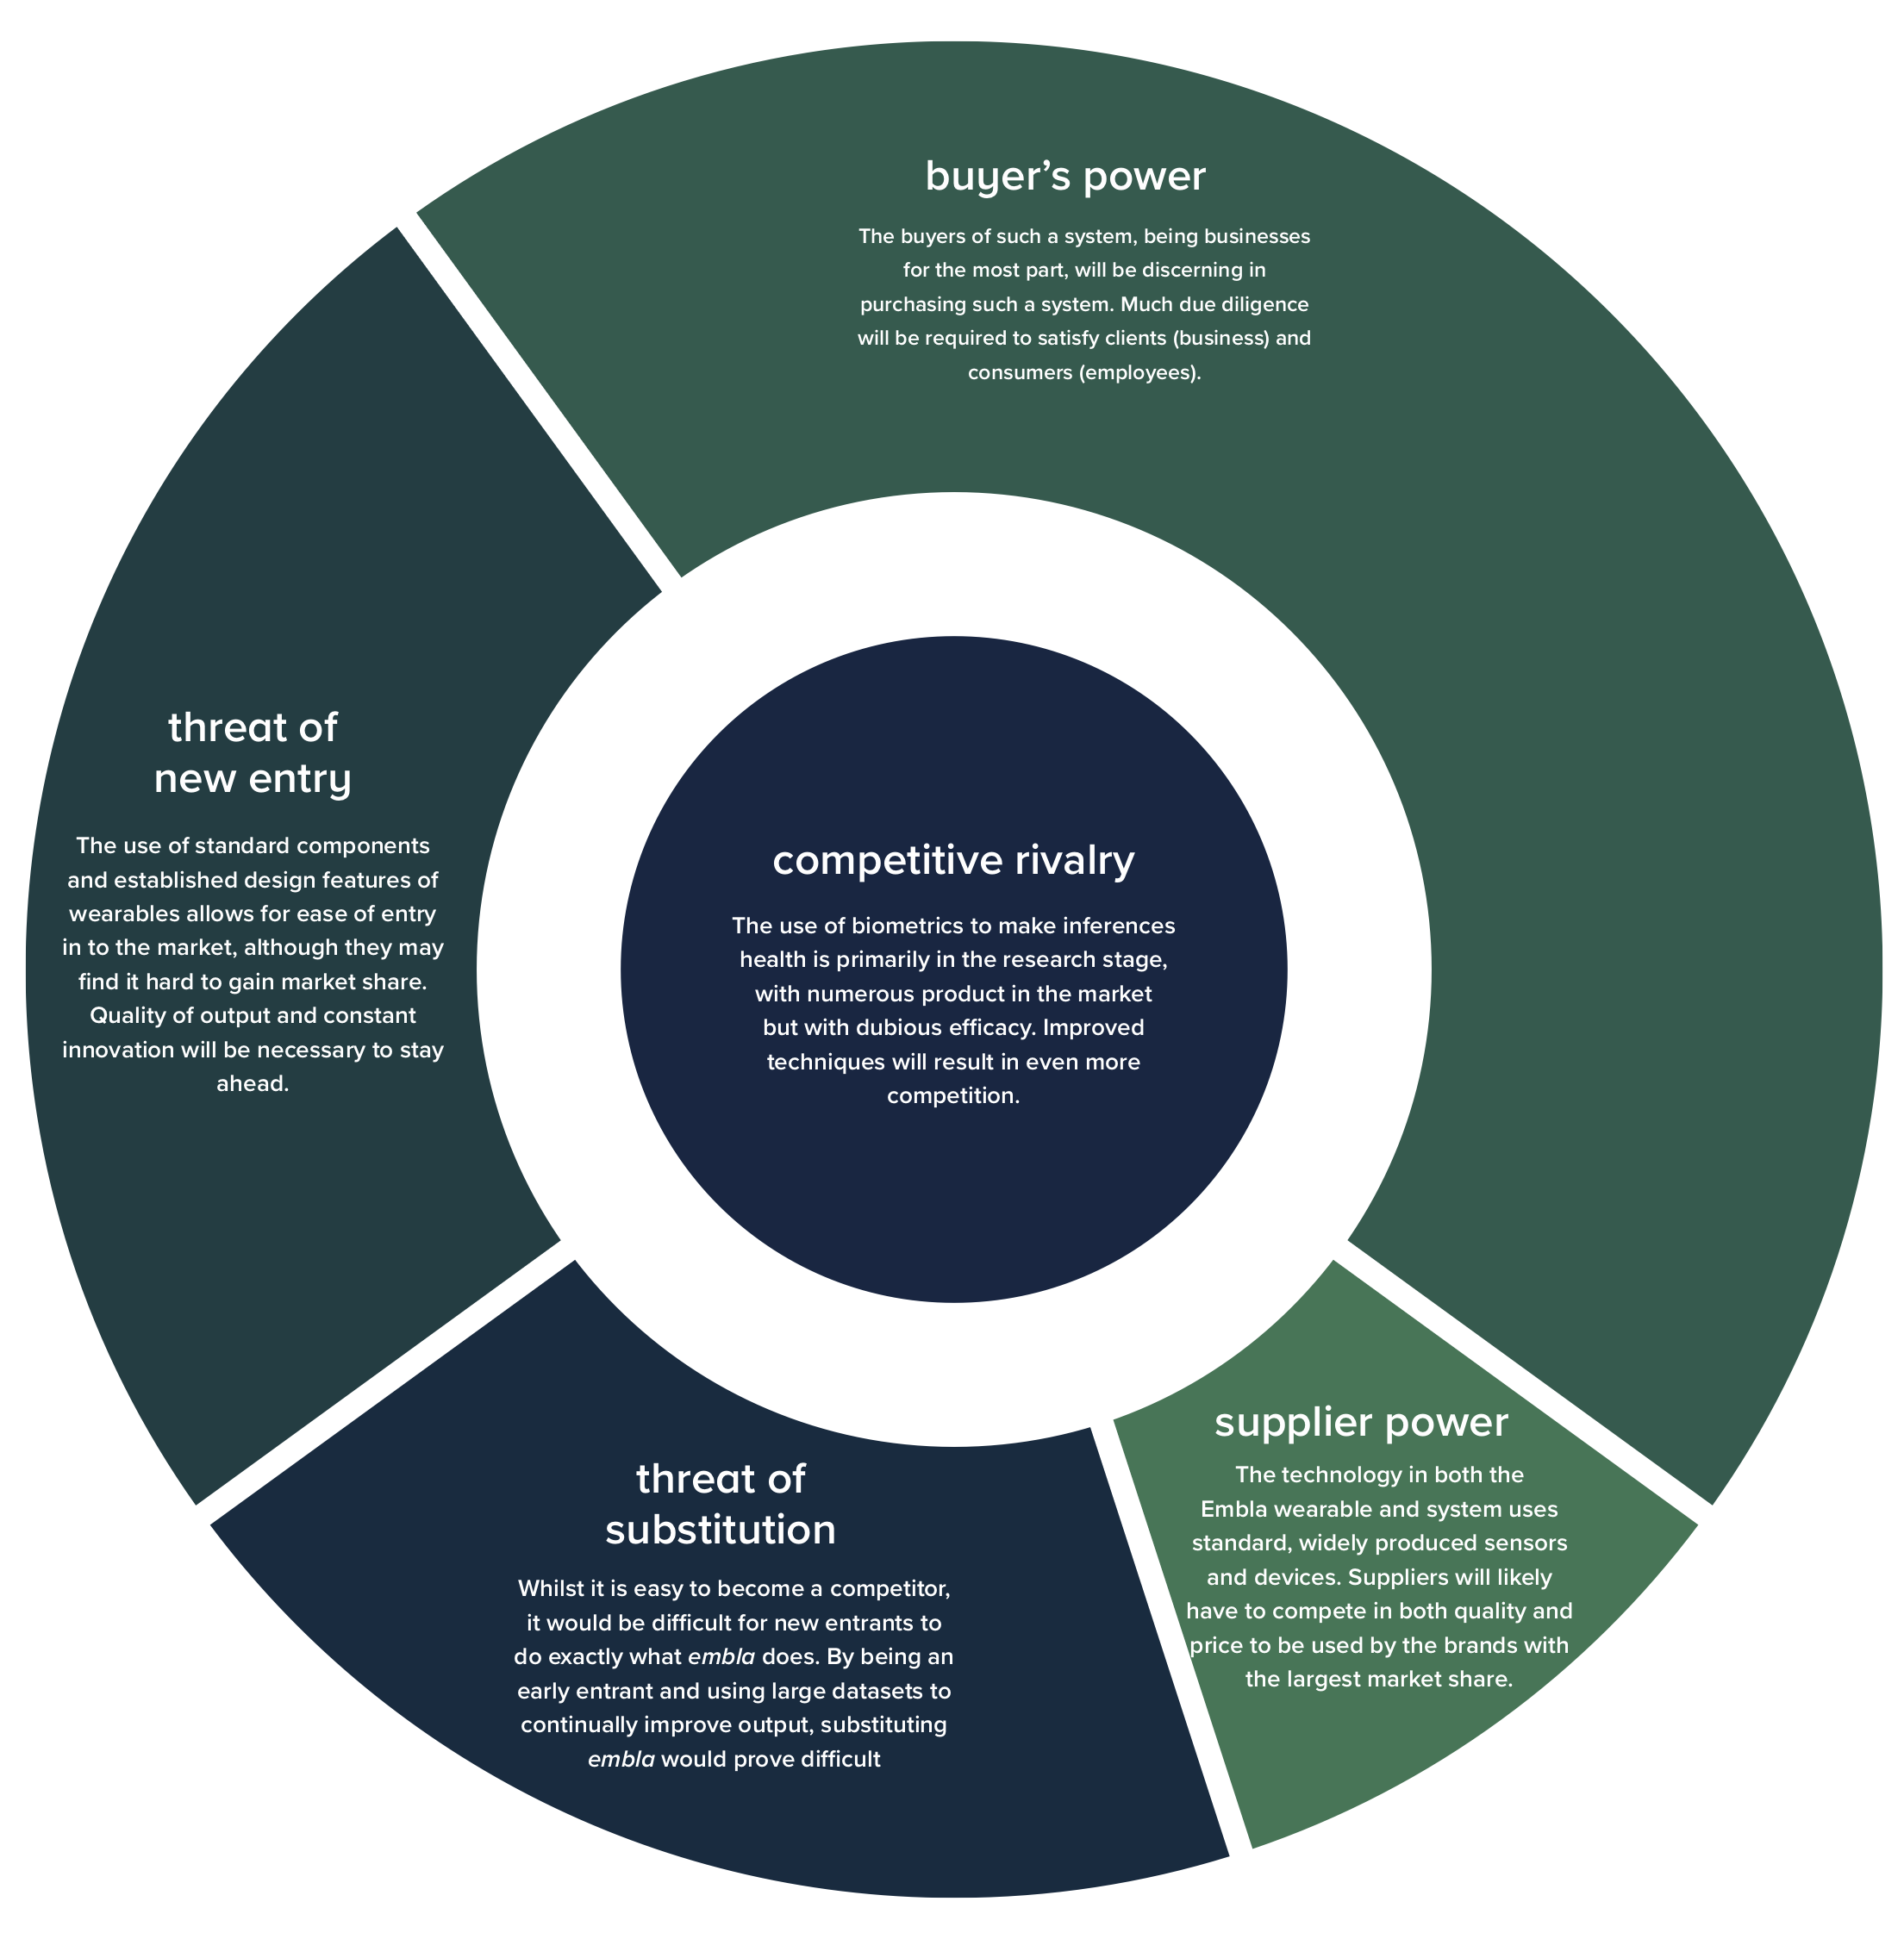 buyer’s power
The buyers of such a system, being businesses
for the most part, will be discerning in
purchasing such a system. Much due diligence
will be required to satisfy clients (business) and
consumers (employees).
threat of
new entry
The use of standard components
and established design features of
wearables allows for ease of entry
in to the market, although they may
find it hard to gain market share.
Quality of output and constant
innovation will be necessary to stay
ahead.
competitive rivalry
The use of biometrics to make inferences
health is primarily in the research stage,
with numerous product in the market
but with dubious efficacy. Improved
techniques will result in even more
competition.
supplier power
The technology in both the
Embla wearable and system uses
standard, widely produced sensors
and devices. Suppliers will likely
have to compete in both quality and
price to be used by the brands with
the largest market share.
threat of
substitution
Whilst it is easy to become a competitor,
it would be difficult for new entrants to
do exactly what embla does. By being an
early entrant and using large datasets to
continually improve output, substituting
embla would prove difficult